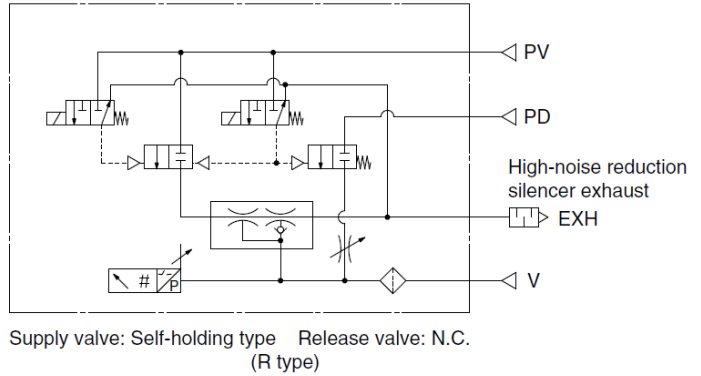 PV
PD
High-noise reduction
silencer exhaust
EXH
# P
V
Supply valve: Self-holding type Release valve: N.C.
(R type)